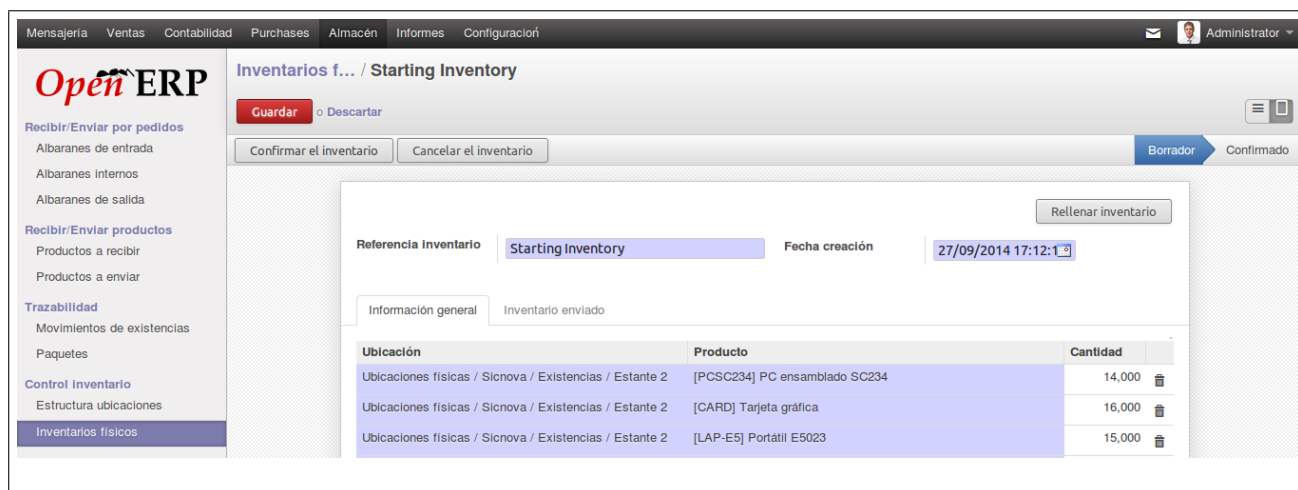 Mensajería Ventas Contabilidad Purchases Almacén Informes Configuración Administrator
OpenERP
Inventarios f... / Starting Inventory
Guardar o Descartar
Recibir/Enviar por pedidos
Albaranes de entrada
Albaranes internos
Albaranes de salida
Recibir/Enviar productos
Productos a recibir
Productos a enviar
Trazabilidad
Movimientos de existencias
Paquetes
Control inventario
Estructura ubicaciones
Inventarios físicos
Confirmar el inventario Cancelar el inventario Borrador Confirmado
Rellenar inventario
Referencia inventario Starting Inventory Fecha creación 27/09/2014 17:12:1
Información general Inventario enviado
Ubicación Producto Cantidad
Ubicaciones físicas / Sicnova / Existencias / Estante 2 [PCSC234] PC ensamblado SC234 14,000
Ubicaciones físicas / Sicnova / Existencias / Estante 2 [CARD] Tarjeta gráfica 16,000
Ubicaciones físicas / Sicnova / Existencias / Estante 2 [LAP-E5] Portátil E5023 15,000